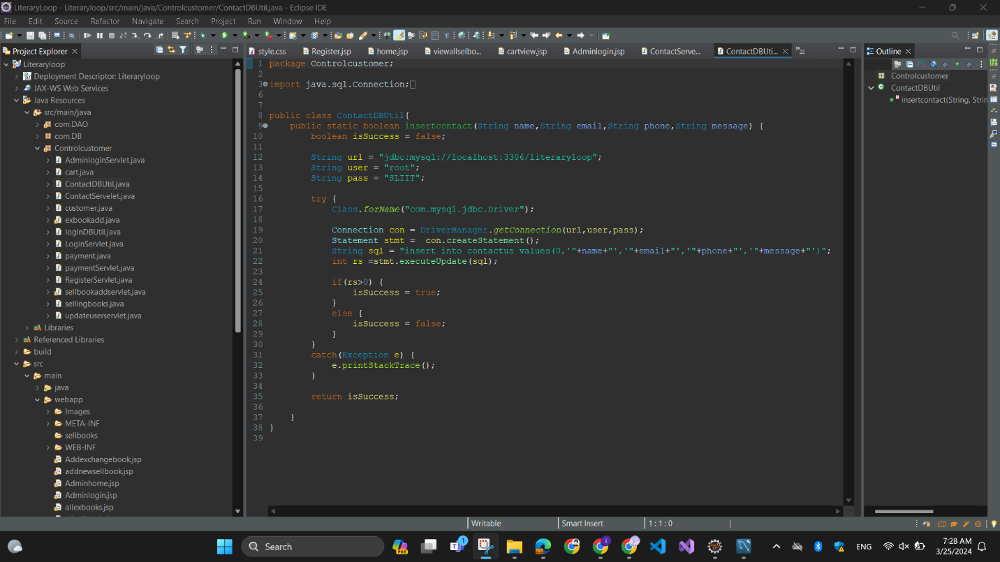 LiteraryLoop - Literaryloop/src/main/java/Controlcustomer/ContactDBUtil.java - Eclipse IDE
File Edit Source Refactor Navigate Search Project Run Window Help
Project Explorer
style.css Register.jsp home.jsp viewallselbo... cartview.jsp Adminlogin.jsp ContactServe... ContactDBUti... 22
Outline
Literaryloop
Deployment Descriptor: Literaryloop
JAX-WS Web Services
Java Resources
src/main/java
com.DAO
com.DB
Controlcustomer
AdminloginServlet.java
cart.java
ContactDBUtil.java
ContactServelet.java
customer.java
exbookadd.java
loginDBUtil.java
LoginServlet.java
payment.java
paymentServlet.java
RegisterServlet.java
sellbookaddservlet.java
sellingbooks.java
updateuserservlet.java
Libraries
Referenced Libraries
build
src
main
java
webapp
Images
META-INF
sellbooks
WEB-INF
Addexchangebook.jsp
addnewsellbook.jsp
Adminhome.jsp
Adminlogin.jsp
allexbooks.jsp
1 package Controlcustomer;
2
3 import java.sql.Connection;
6
7
8 public class ContactDBUtil{
9 public static boolean insertcontact(String name,String email,String phone,String message) {
10 boolean isSuccess = false;
11
12 String url = "jdbc:mysql://localhost:3306/literaryloop";
13 String user = "root";
14 String pass = "SLIIT";
15
16 try {
17 Class.forName("com.mysql.jdbc.Driver");
18
19 Connection con = DriverManager.getConnection(url,user,pass);
20 Statement stmt =  con.createStatement();
21 String sql = "insert into contactus values(0,'"+name+"','"+email+"','"+phone+"','"+message+"')";
22 int rs =stmt.executeUpdate(sql);
23
24 if(rs>0) {
25 isSuccess = true;
26 }
27 else {
28 isSuccess = false;
29 }
30 }
31 catch(Exception e) {
32 e.printStackTrace();
33 }
34
35 return isSuccess;
36
37 }
38 }
39
Controlcustomer
ContactDBUtil
insertcontact(String, Strin
Writable Smart Insert 1 : 1 : 0
Search
PRE
1
ENG
7:28 AM
3/25/2024